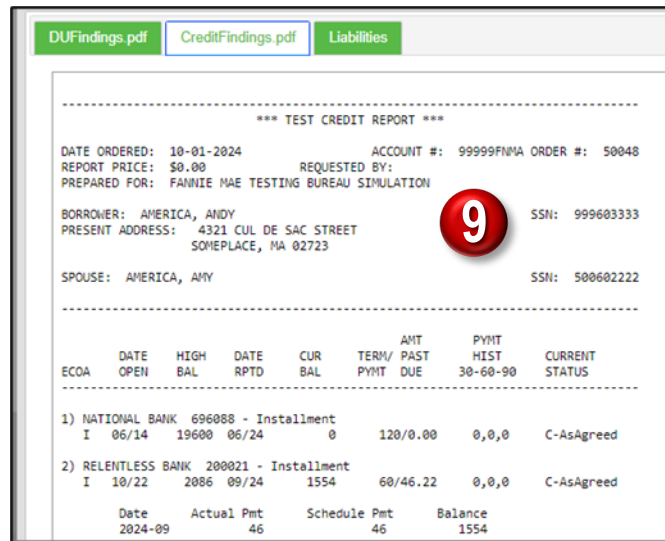 DUFindings.pdf CreditFindings.pdf Liabilities
*** TEST CREDIT REPORT ***
DATE ORDERED: 10-01-2024 ACCOUNT #: 99999FNMA ORDER #: 50048
REPORT PRICE: $0.00 REQUESTED BY:
PREPARED FOR: FANNIE MAE TESTING BUREAU SIMULATION
BORROWER: AMERICA, ANDY SSN: 999603333
PRESENT ADDRESS: 4321 CUL DE SAC STREET
SOMEPLACE, MA 02723
9
SPOUSE: AMERICA, AMY SSN: 500602222
AMT PYMT
DATE HIGH DATE CUR TERM/ PAST HIST CURRENT
ECOA OPEN BAL RPTD BAL PYMT DUE 30-60-90 STATUS
1) NATIONAL BANK 696088 - Installment
I 06/14 19600 06/24 0 120/0.00 0,0,0 C-AsAgreed
2) RELENTLESS BANK 200021 - Installment
I 10/22 2086 09/24 1554 60/46.22 0,0,0 C-AsAgreed
Date Actual Pmt Schedule Pmt Balance
2024-09 46 46 1554